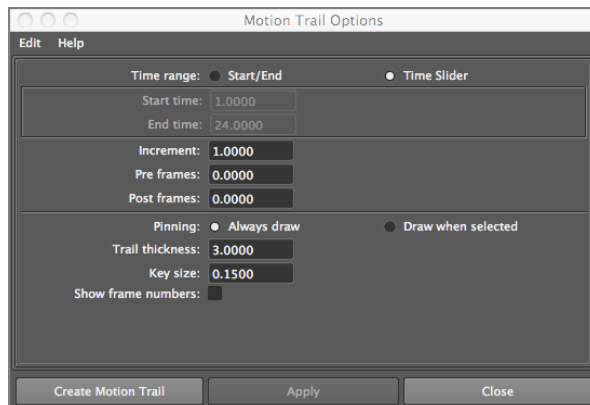 Motion Trail Options
Edit Help
Time range: Start/End Time Slider
Start time: 1.0000
End time: 24.0000
Increment: 1.0000
Pre frames: 0.0000
Post frames: 0.0000
Pinning: Always draw Draw when selected
Trail thickness: 3.0000
Key size: 0.1500
Show frame numbers:
Create Motion Trail Apply Close